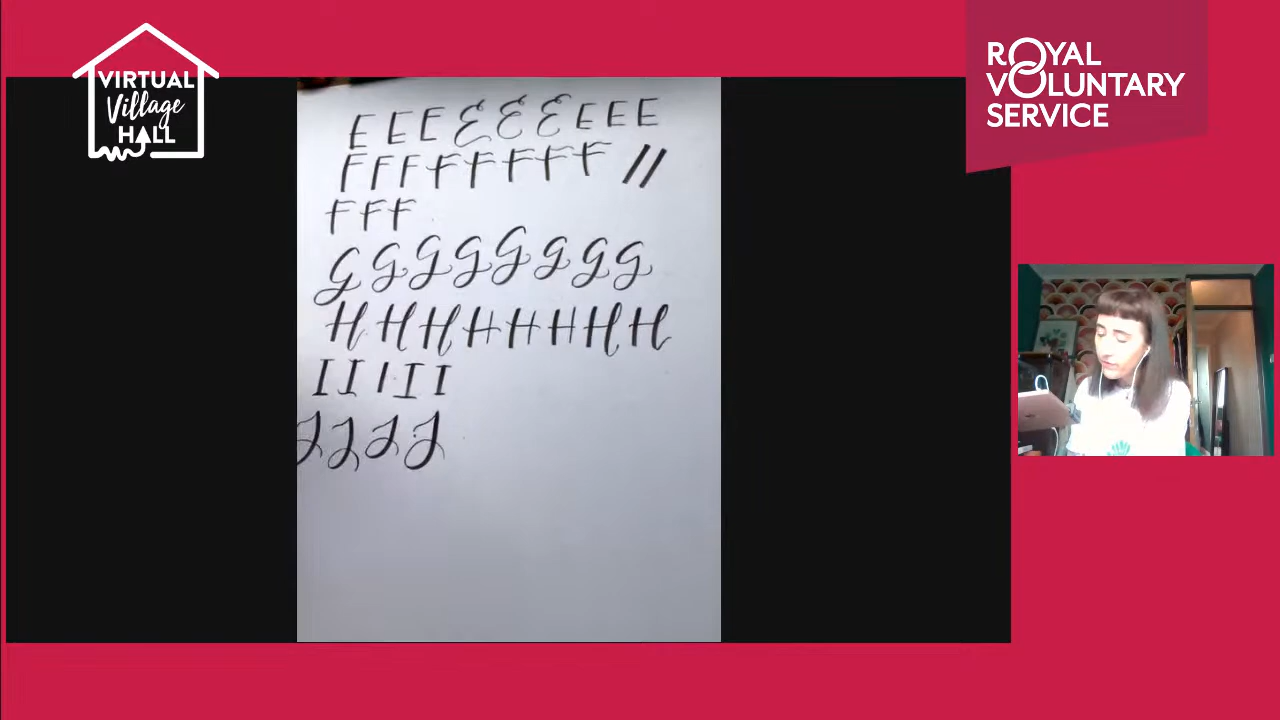 VIRTUAL
Village
HALL
ROYAL
VOLUNTARY
SERVICE
E E E E E E E E E
F F F F F F F F //
F F F
G G G G G G G G
H H H H H H H H
I I I I I
J J J J